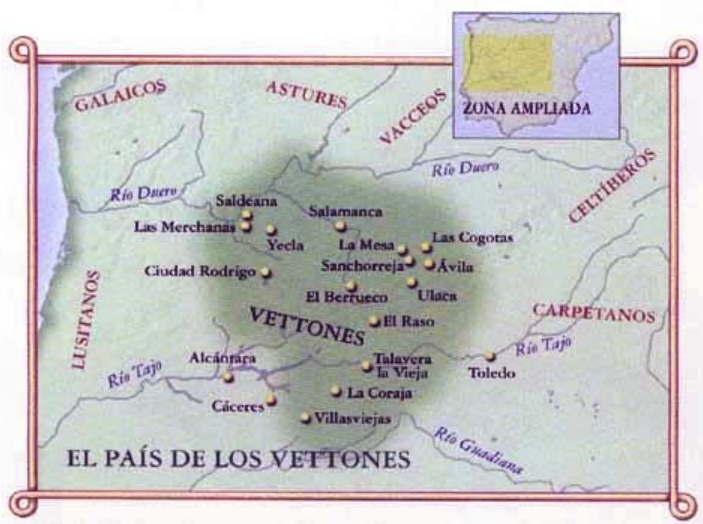 ZONA AMPLIADA
GALAICOS
ASTURES
VACCEOS
CELTÍBEROS
Río Duero
Río Duero
Saldeana
Las Merchanas
Yecla
Salamanca
La Mesa
Las Cogotas
Sanchorreja
Ávila
Ciudad Rodrigo
El Berrueco
Ulaca
LUSITANOS
VETTONES
El Raso
CARPETANOS
Río Tajo
Alcántara
Talavera
la Vieja
Toledo
Río Tajo
Cáceres
La Coraja
Villasviejas
Río Guadiana
EL PAÍS DE LOS VETTONES